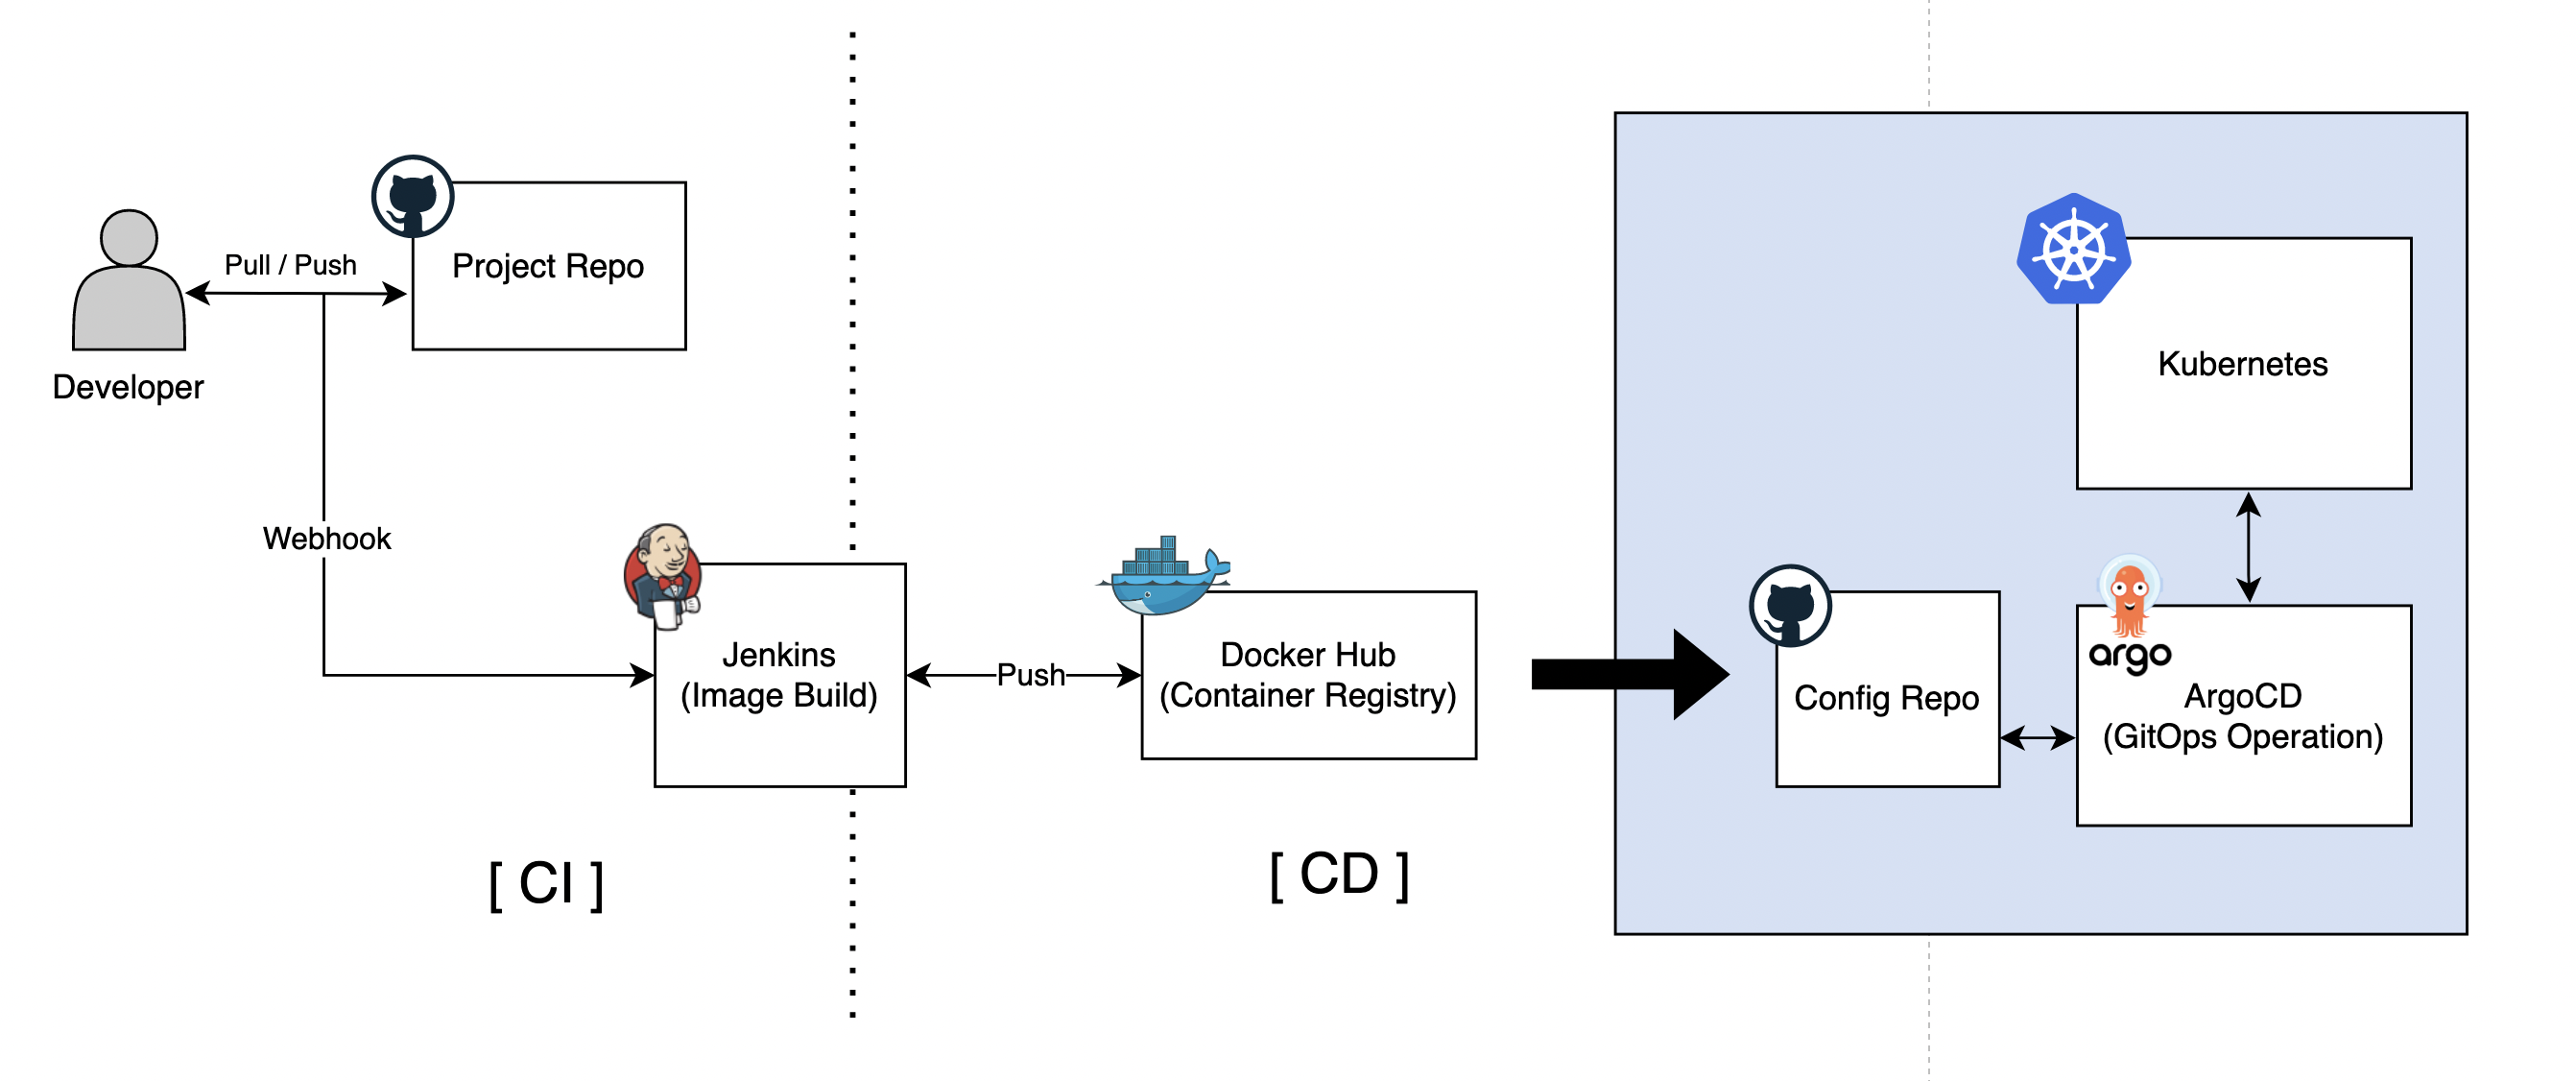 Pull / Push
Project Repo
Developer
Webhook
Kubernetes
Jenkins
(Image Build)
Push
Docker Hub
(Container Registry)
Config Repo
argo
ArgoCD
(GitOps Operation)
[ CI ]
[ CD ]